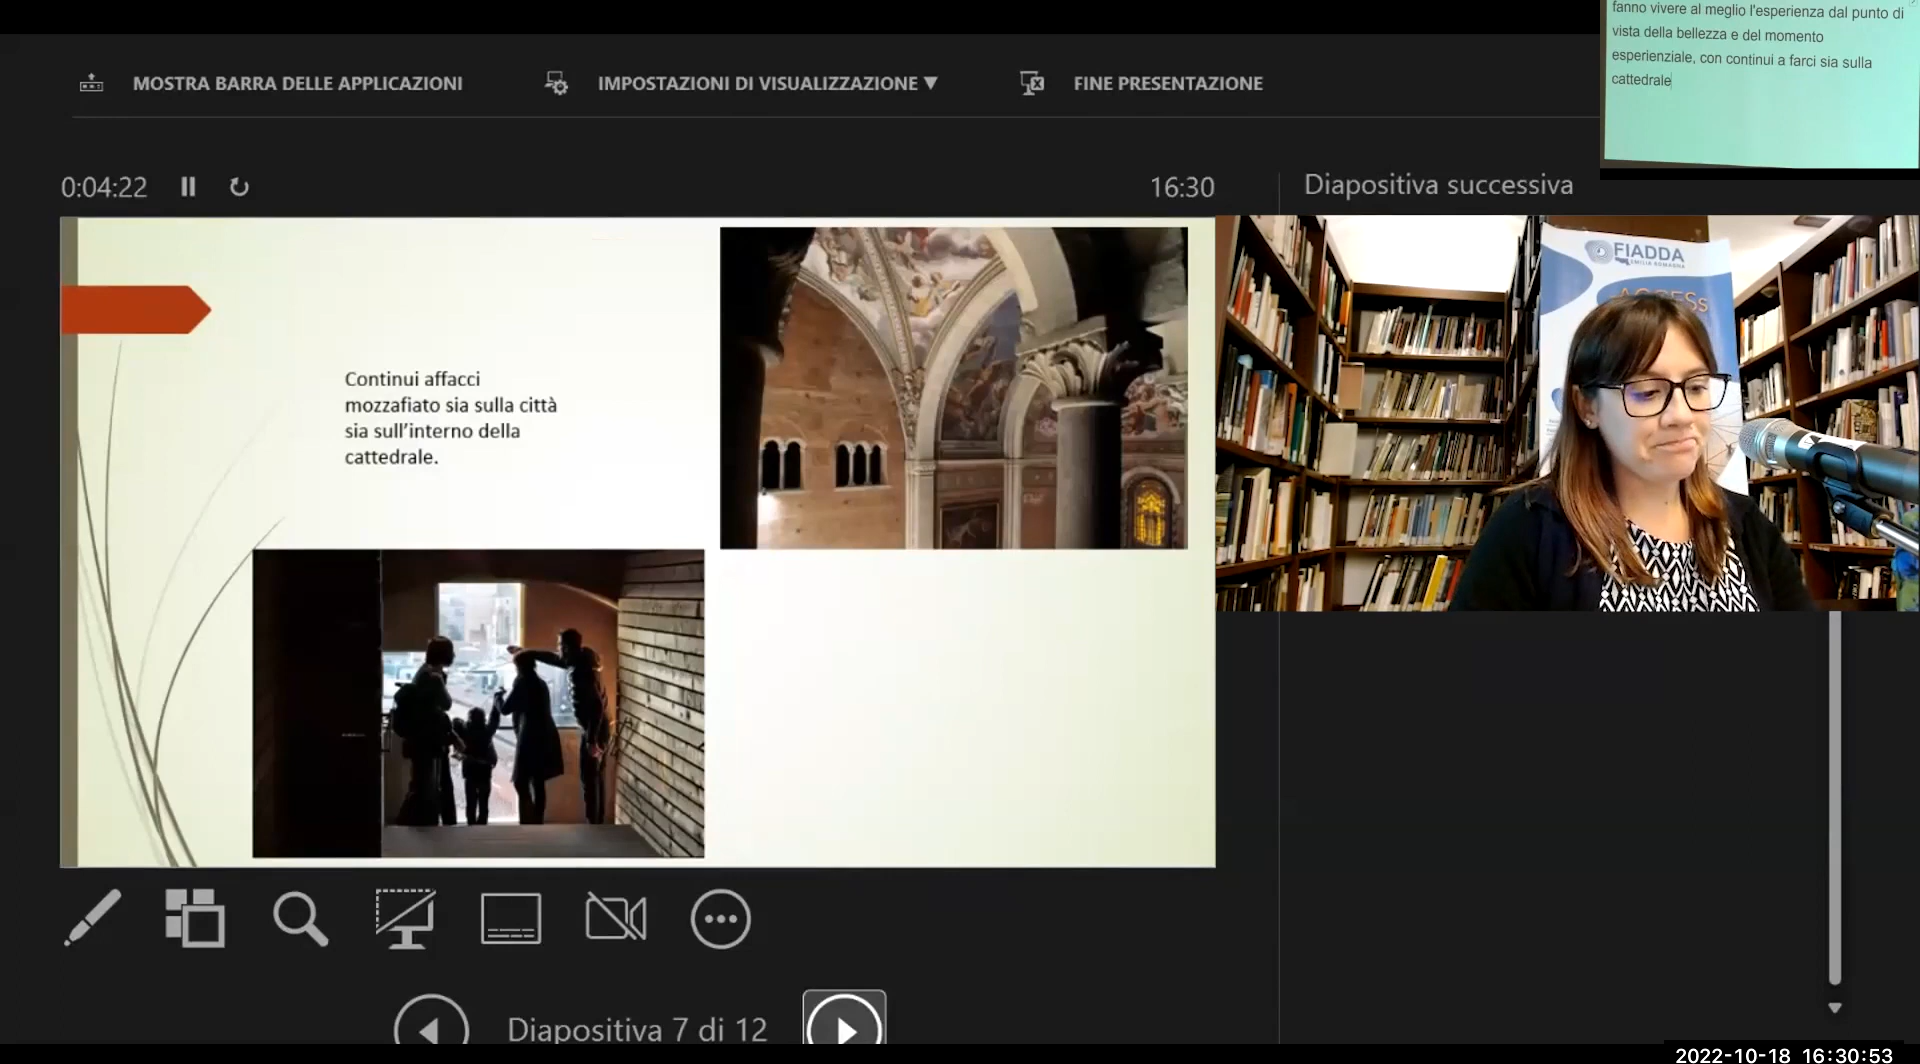 fanno vivere al meglio l'esperienza dal punto di
vista della bellezza e del momento
esperienziale, con continui a farci sia sulla
cattedrale
MOSTRA BARRA DELLE APPLICAZIONI
IMPOSTAZIONI DI VISUALIZZAZIONE ▼
FINE PRESENTAZIONE
0:04:22
16:30
Diapositiva successiva
Continui affacci
mozzafiato sia sulla città
sia sull'interno della
cattedrale.
FIADDA
EMILIA ROMAGNA
ACCESs
Diapositiva 7 di 12
2022-10-18 16:30:53